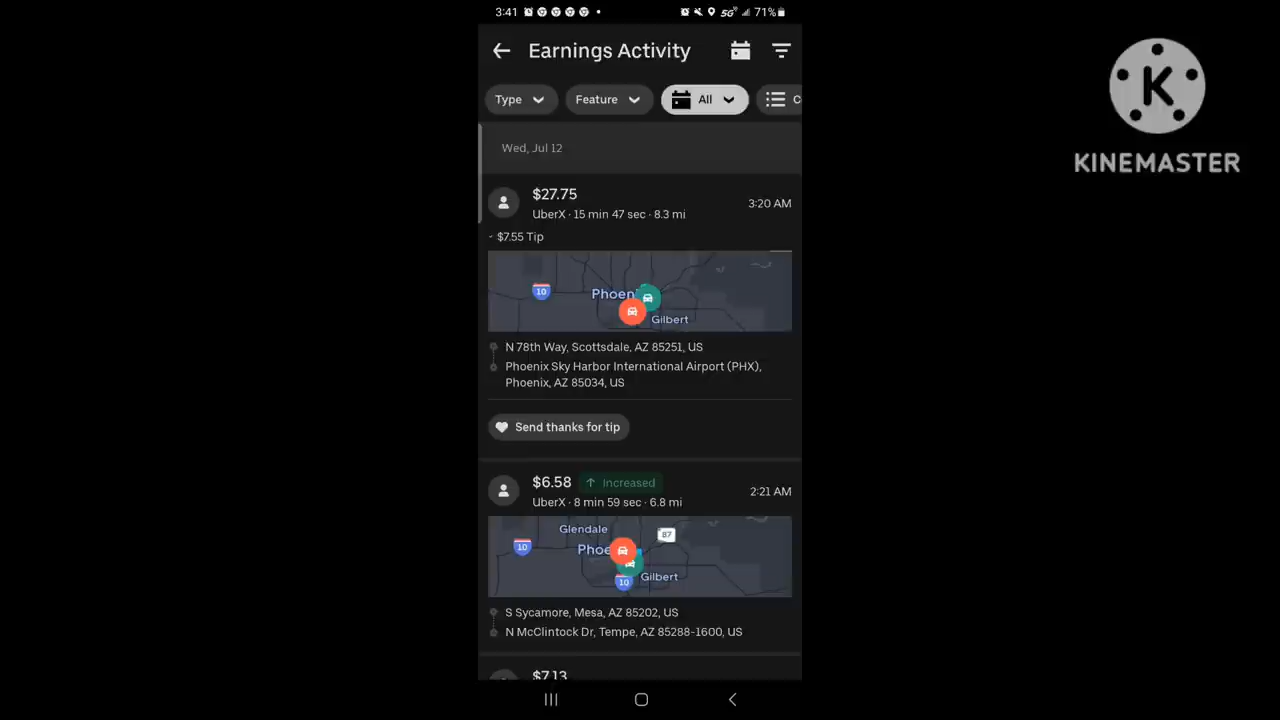 3:41
5G
71%
Earnings Activity
Type
Feature
All
C
K
KINEMASTER
Wed, Jul 12
$27.75
UberX · 15 min 47 sec · 8.3 mi
3:20 AM
$7.55 Tip
10
Phoen
Gilbert
N 78th Way, Scottsdale, AZ 85251, US
Phoenix Sky Harbor International Airport (PHX),
Phoenix, AZ 85034, US
Send thanks for tip
$6.58 ↑ Increased
UberX · 8 min 59 sec · 6.8 mi
2:21 AM
Glendale
87
10
Phoe
Gilbert
10
S Sycamore, Mesa, AZ 85202, US
N McClintock Dr, Tempe, AZ 85288-1600, US
$7.13